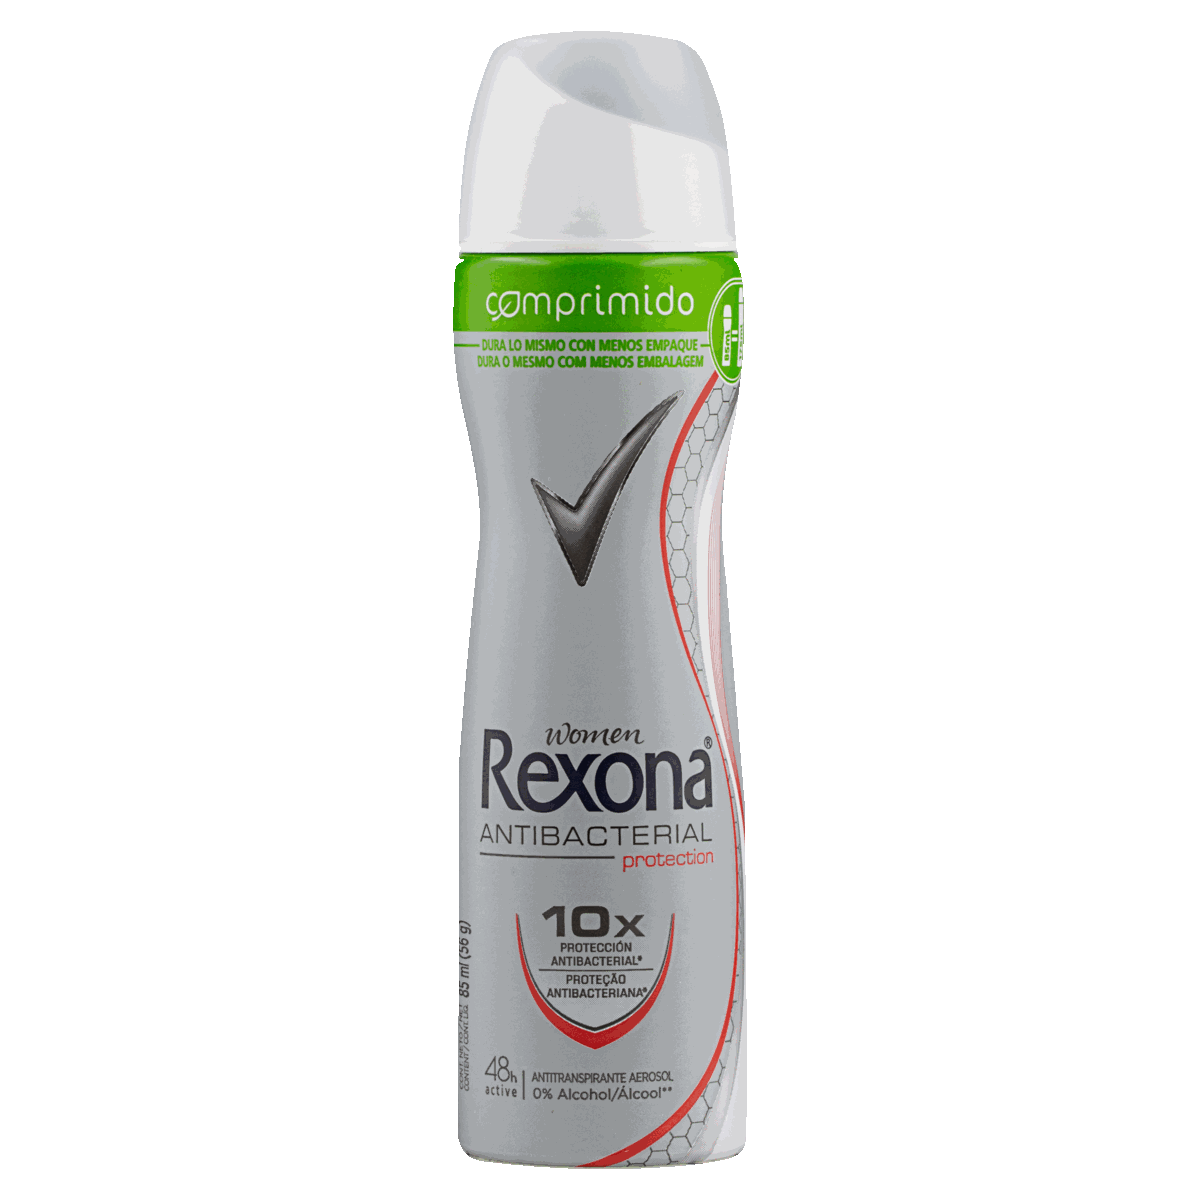 comprimido
DURA LO MISMO CON MENOS EMPAQUE
DURA O MESMO COM MENOS EMBALAGEM
85ml
women
Rexona®
ANTIBACTERIAL
protection
10x
PROTECCIÓN
ANTIBACTERIAL*
PROTEÇÃO
ANTIBACTERIANA*
48h
active
ANTITRANSPIRANTE AEROSOL
0% Alcohol/Álcool**
85 ml (56 g)